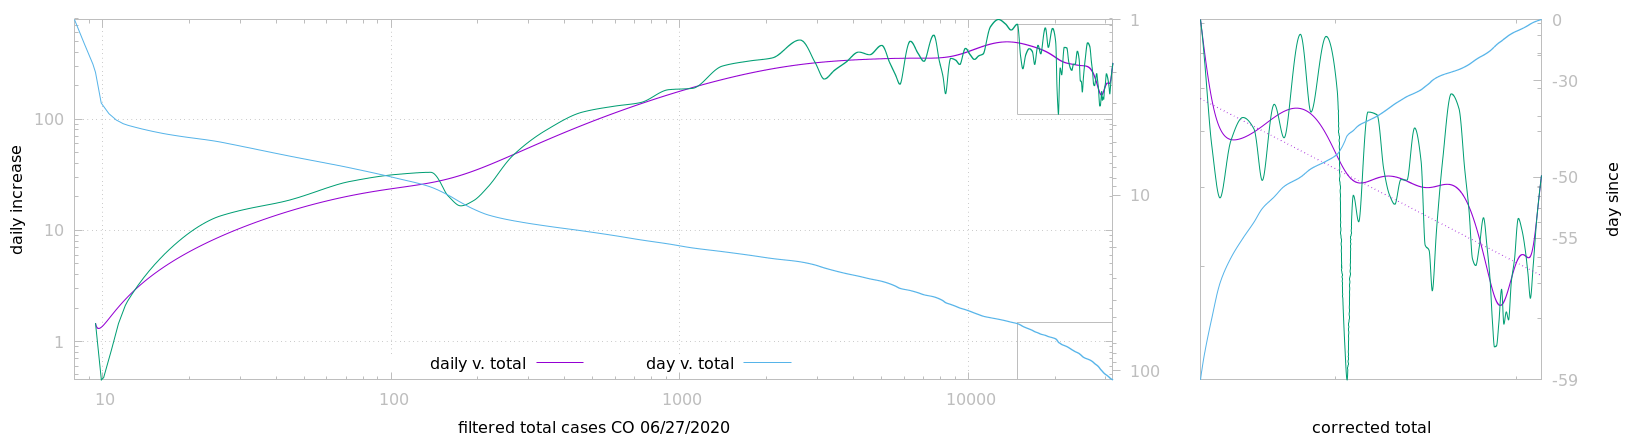 1
0
-30
100
daily increase
-50
day since
10
10
-55
1
daily v. total
day v. total
100
-59
10
100
1000
10000
filtered total cases CO 06/27/2020
corrected total